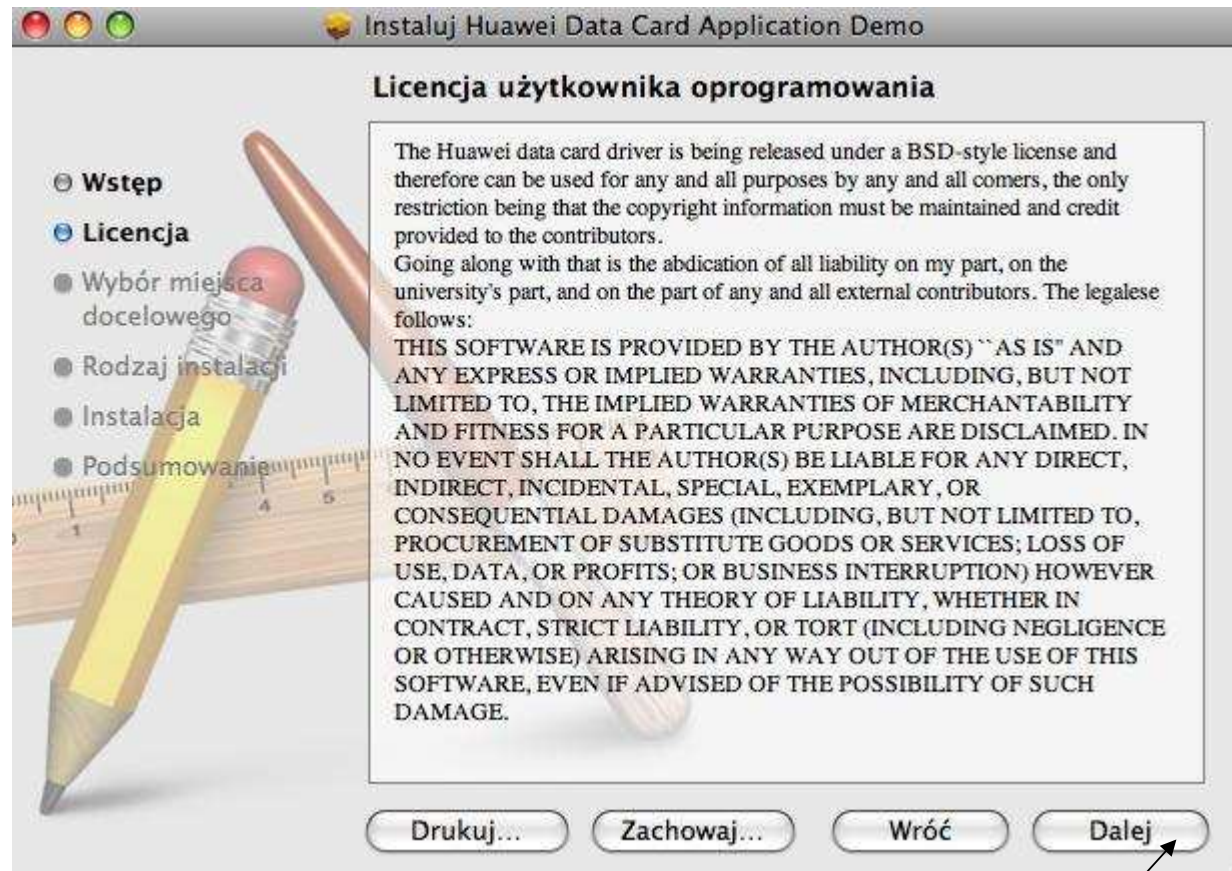 Instaluj Huawei Data Card Application Demo
Licencja użytkownika oprogramowania
Wstęp
Licencja
Wybór miejsca
docelowego
Rodzaj instalacji
Instalacja
Podsumowanie
The Huawei data card driver is being released under a BSD-style license and
therefore can be used for any and all purposes by any and all comers, the only
restriction being that the copyright information must be maintained and credit
provided to the contributors.
Going along with that is the abdication of all liability on my part, on the
university's part, and on the part of any and all external contributors. The legalese
follows:
THIS SOFTWARE IS PROVIDED BY THE AUTHOR(S) ``AS IS'' AND
ANY EXPRESS OR IMPLIED WARRANTIES, INCLUDING, BUT NOT
LIMITED TO, THE IMPLIED WARRANTIES OF MERCHANTABILITY
AND FITNESS FOR A PARTICULAR PURPOSE ARE DISCLAIMED. IN
NO EVENT SHALL THE AUTHOR(S) BE LIABLE FOR ANY DIRECT,
INDIRECT, INCIDENTAL, SPECIAL, EXEMPLARY, OR
CONSEQUENTIAL DAMAGES (INCLUDING, BUT NOT LIMITED TO,
PROCUREMENT OF SUBSTITUTE GOODS OR SERVICES; LOSS OF
USE, DATA, OR PROFITS; OR BUSINESS INTERRUPTION) HOWEVER
CAUSED AND ON ANY THEORY OF LIABILITY, WHETHER IN
CONTRACT, STRICT LIABILITY, OR TORT (INCLUDING NEGLIGENCE
OR OTHERWISE) ARISING IN ANY WAY OUT OF THE USE OF THIS
SOFTWARE, EVEN IF ADVISED OF THE POSSIBILITY OF SUCH
DAMAGE.
1 4 5
Drukuj... Zachowaj... Wróć Dalej